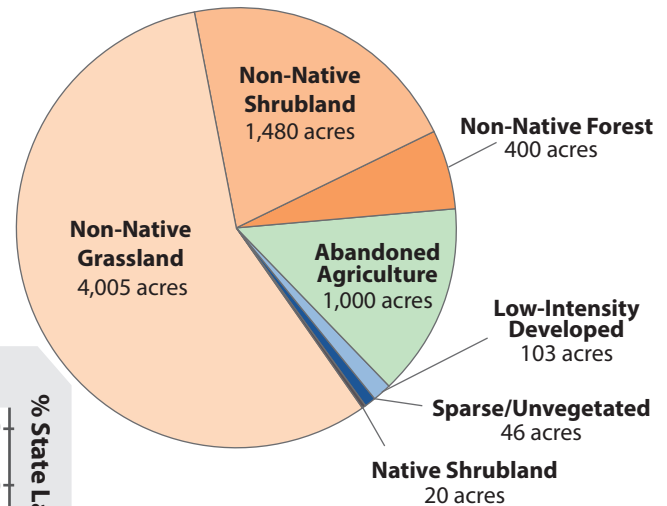 Non-Native
Shrubland
1,480 acres
Non-Native Forest
400 acres
Non-Native
Grassland
4,005 acres
Abandoned
Agriculture
1,000 acres
Low-Intensity
Developed
103 acres
Sparse/Unvegetated
46 acres
Native Shrubland
20 acres
% State